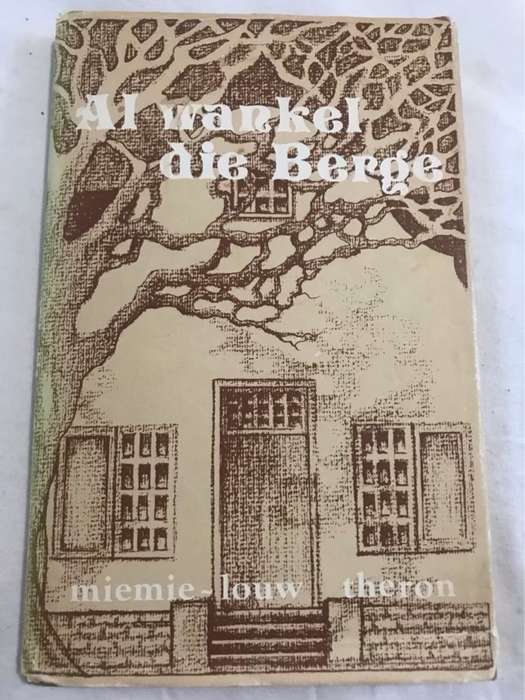 Al wankel
die Berge
miemie-louw theron